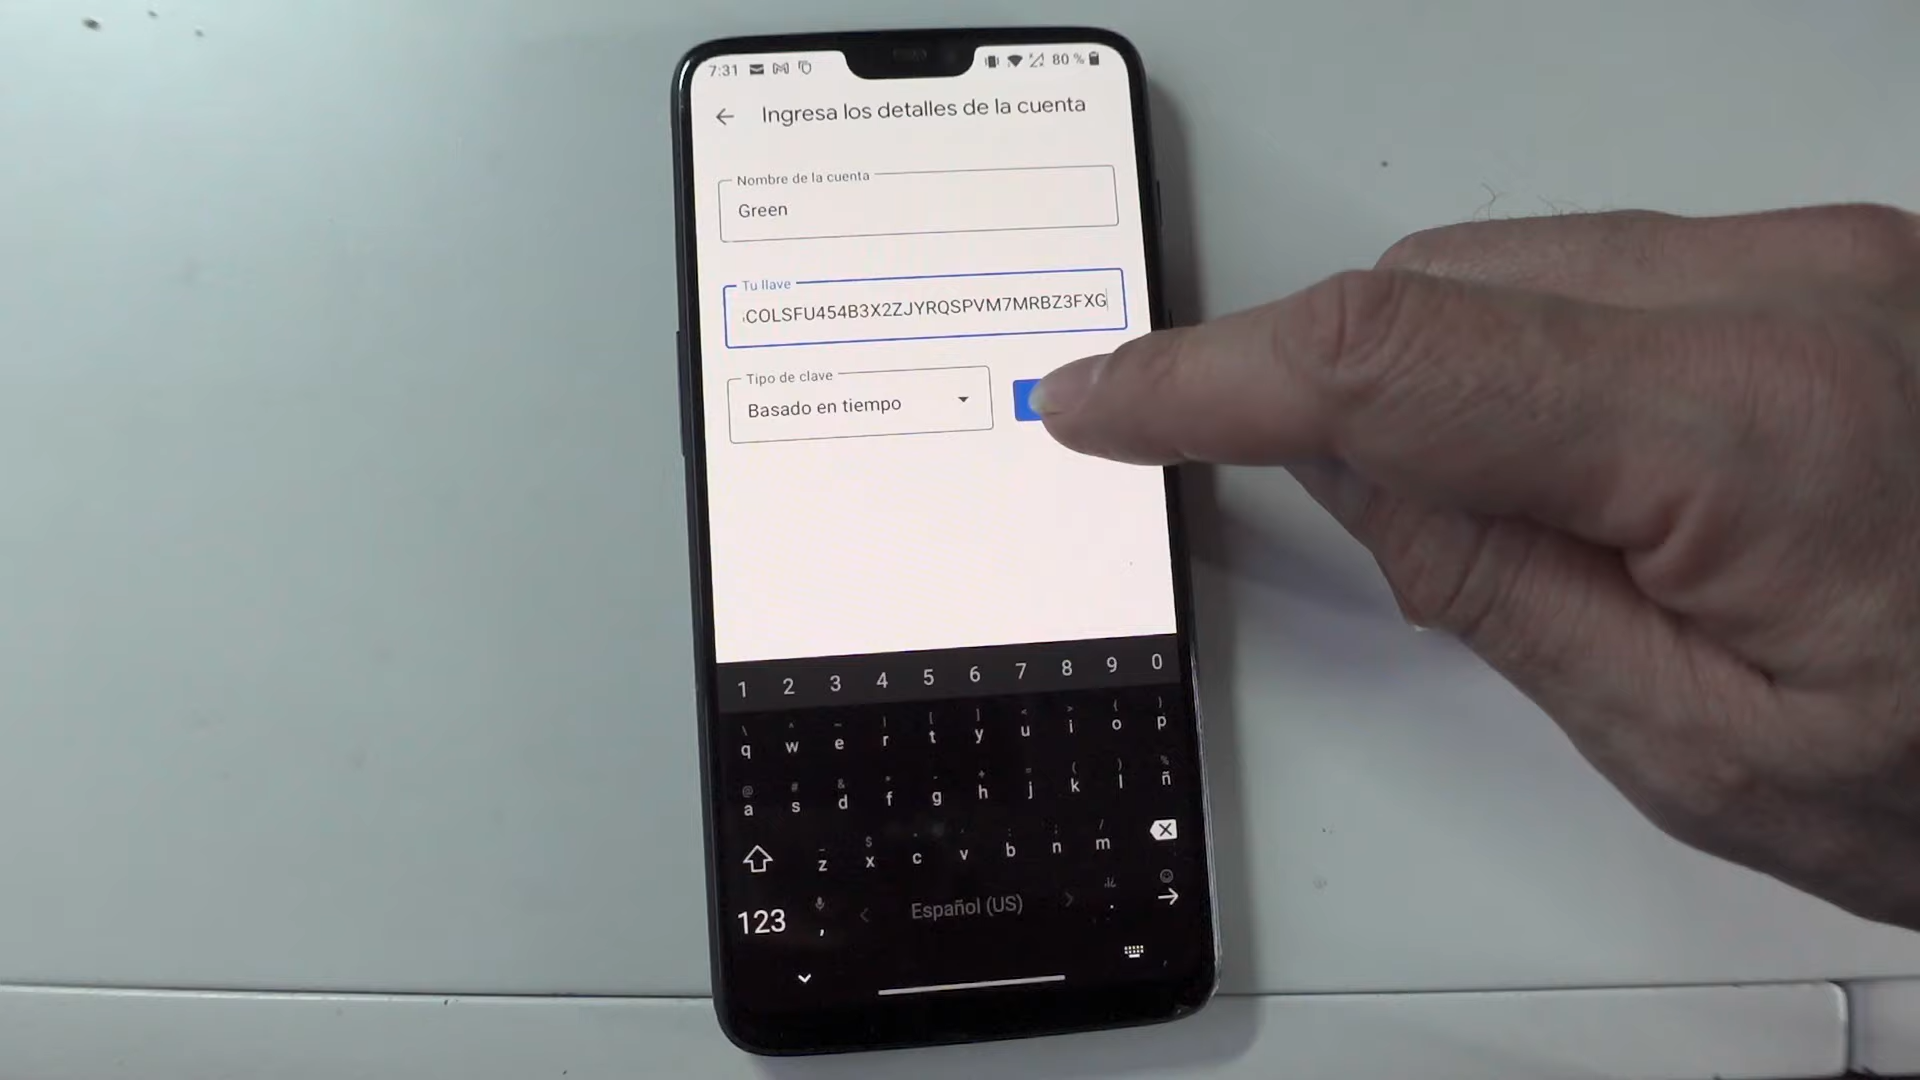 7:31 80 %
Ingresa los detalles de la cuenta
Nombre de la cuenta
Green
Tu llave
COLSFU454B3X2ZJYRQSPVM7MRBZ3FXG
Tipo de clave
Basado en tiempo
1 2 3 4 5 6 7 8 9 0
q w e r t y u i o p
a s d f g h j k l ñ
z x c v b n m
123 , Español (US) .